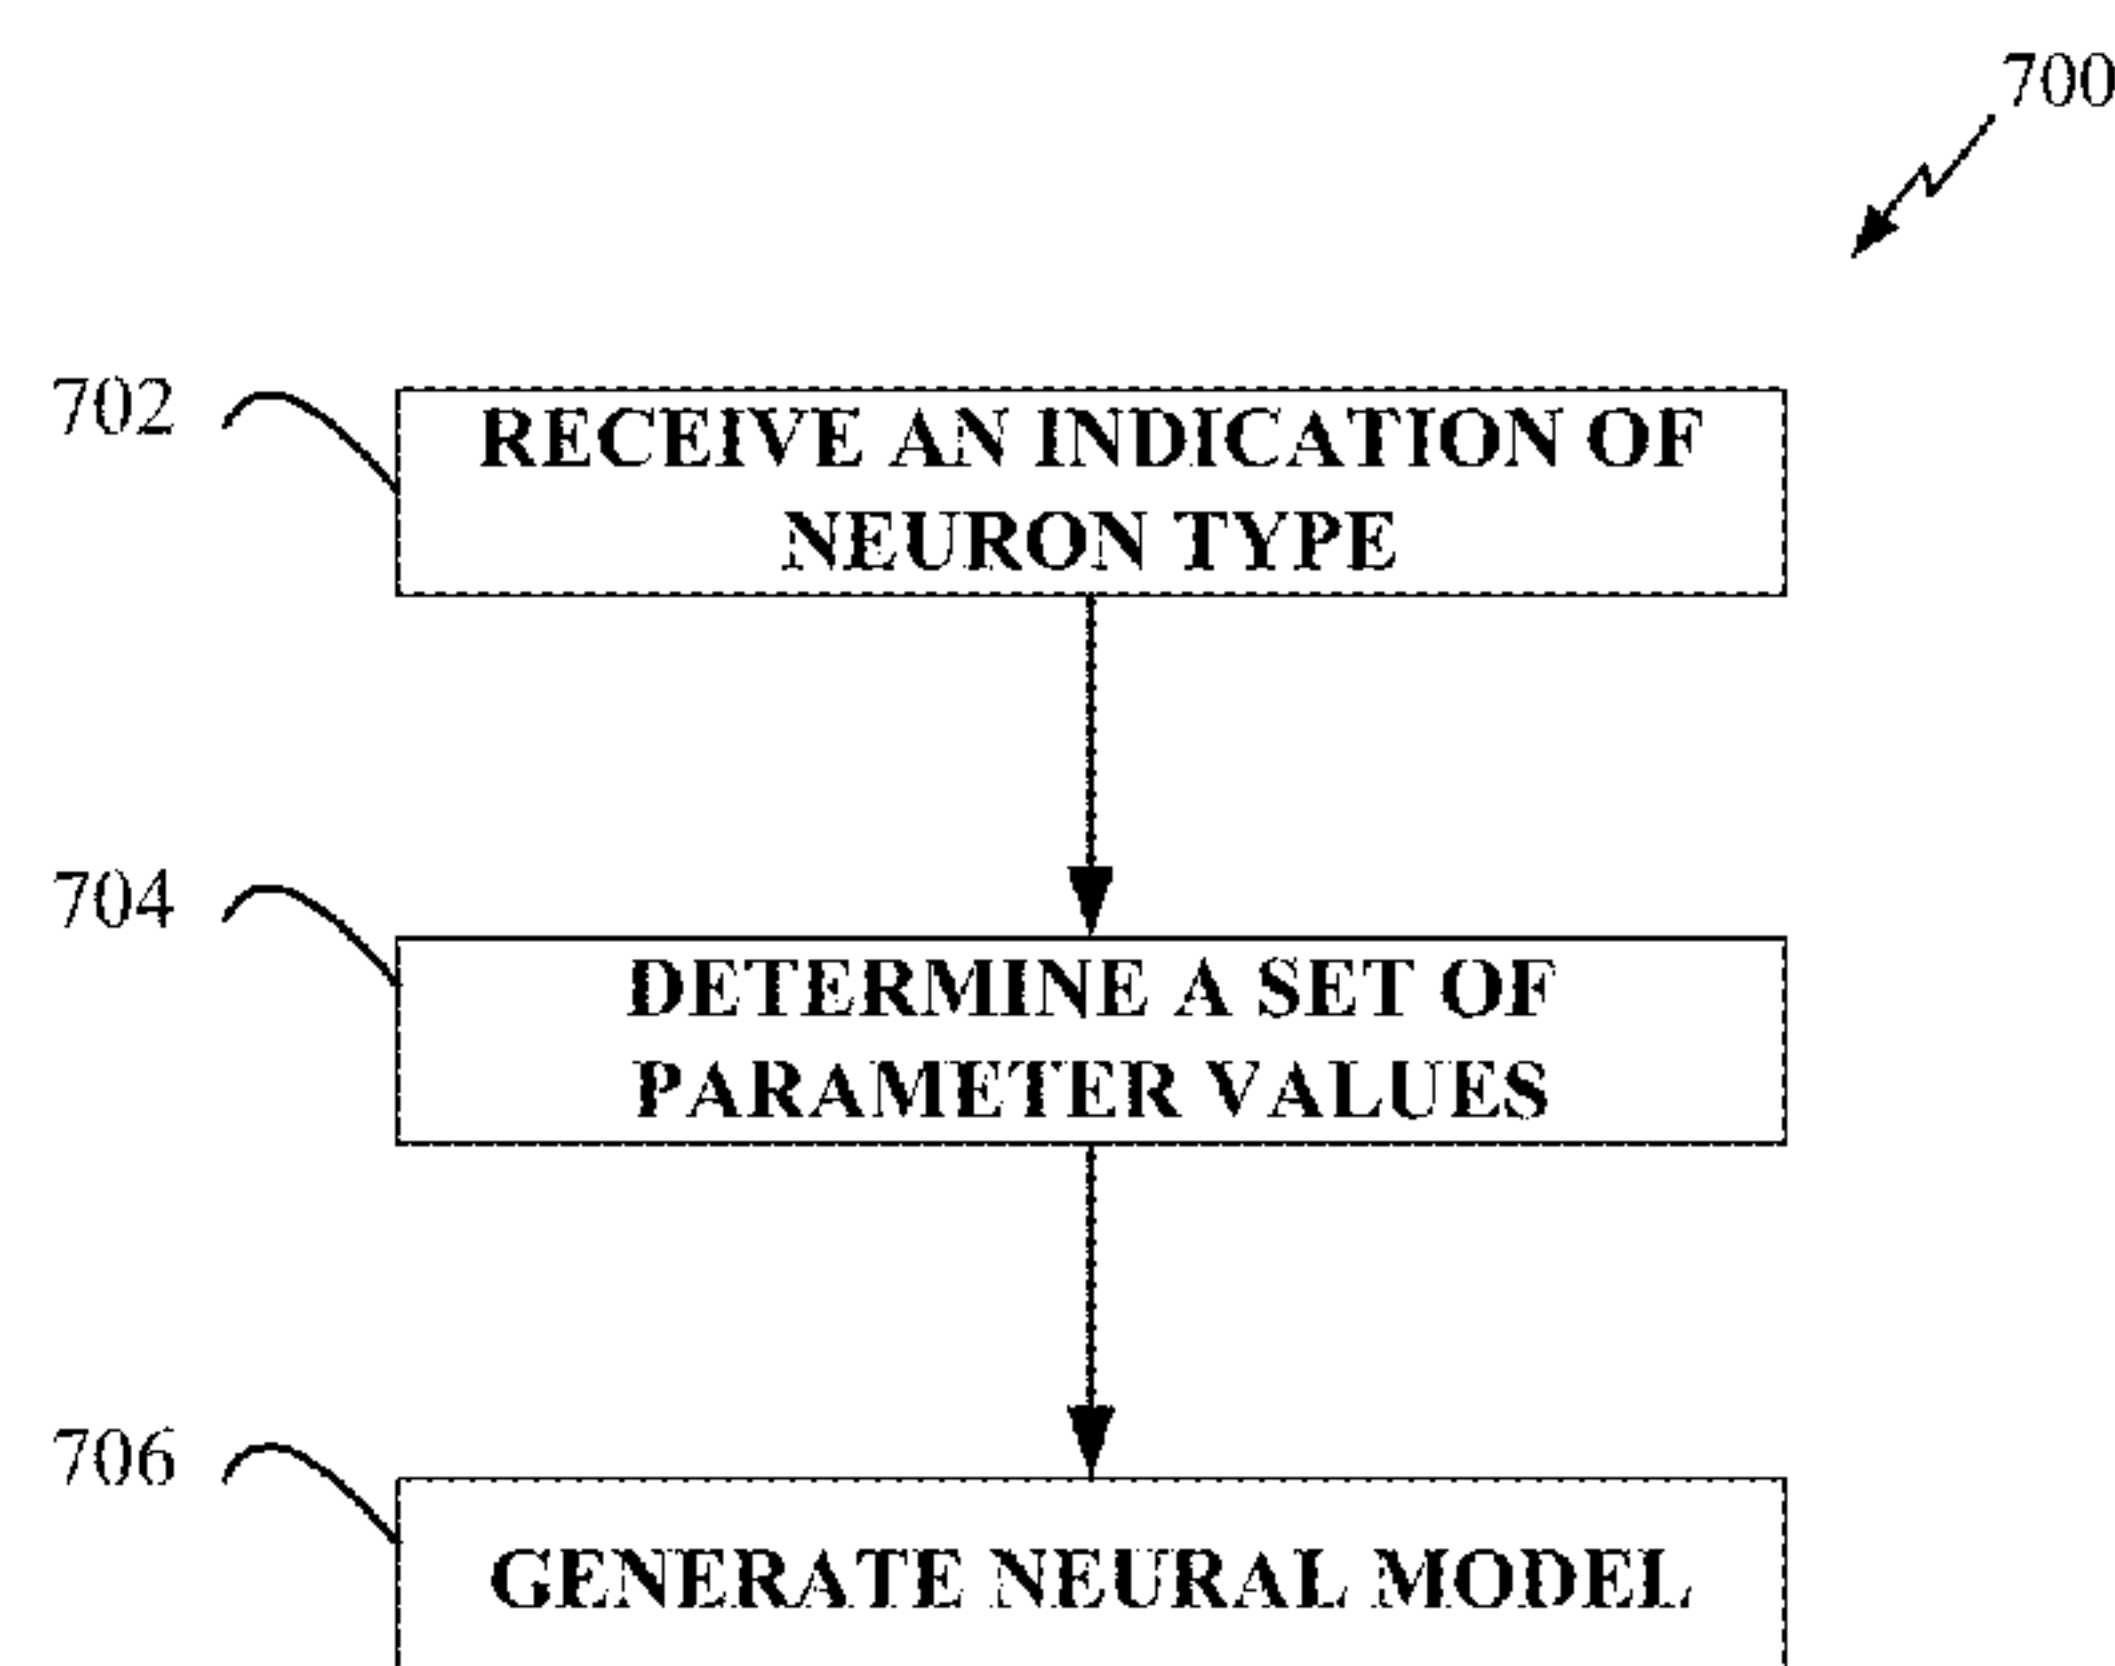 700
702
RECEIVE AN INDICATION OF
NEURON TYPE
704
DETERMINE A SET OF
PARAMETER VALUES
706
GENERATE NEURAL MODEL